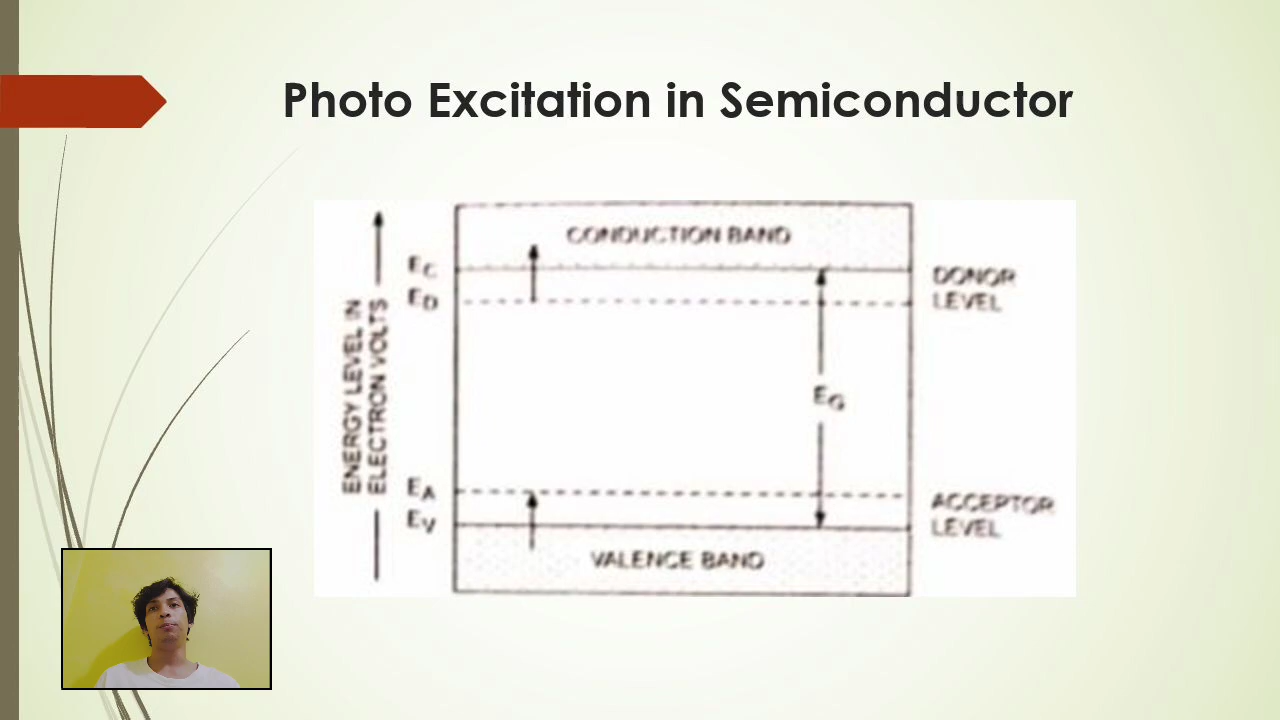 Photo Excitation in Semiconductor
CONDUCTION BAND
EC
ED
DONOR
LEVEL
ENERGY LEVEL IN
ELECTRON VOLTS
EG
EA
EV
ACCEPTOR
LEVEL
VALENCE BAND